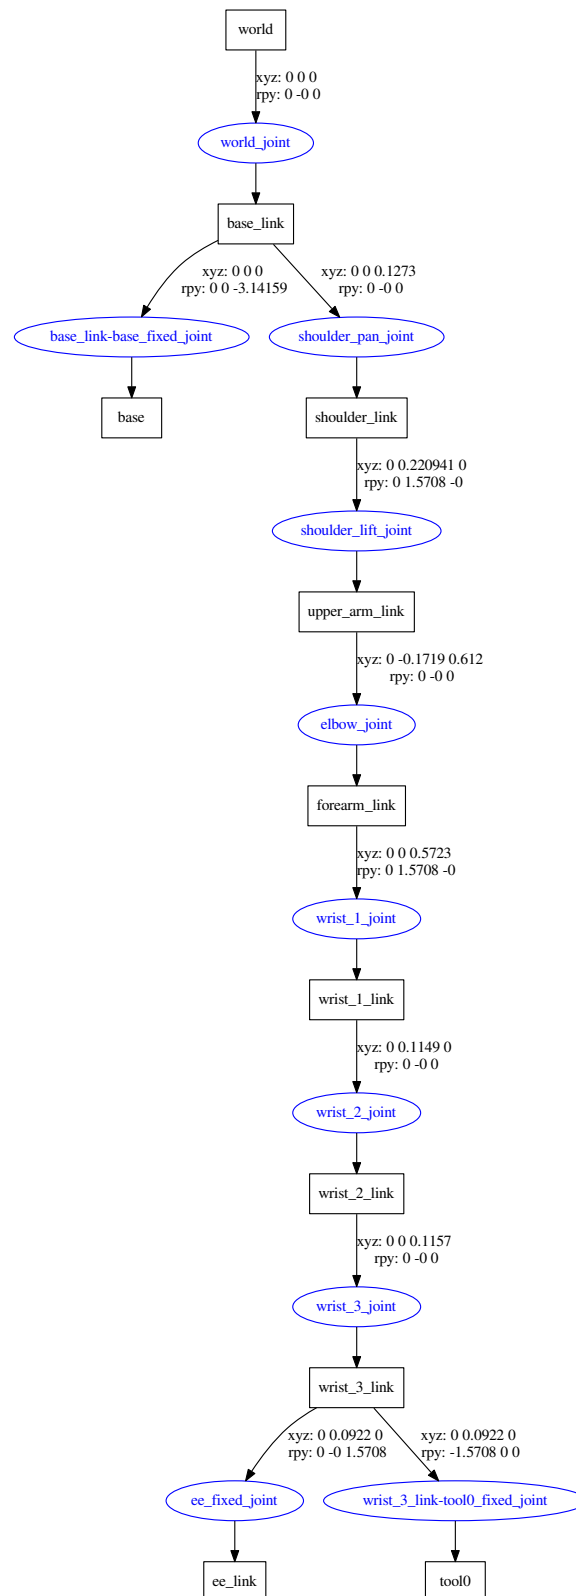 world
xyz: 0 0 0
rpy: 0 -0 0
world_joint
base_link
xyz: 0 0 0
rpy: 0 0 -3.14159
xyz: 0 0 0.1273
rpy: 0 -0 0
base_link-base_fixed_joint
shoulder_pan_joint
base
shoulder_link
xyz: 0 0.220941 0
rpy: 0 1.5708 -0
shoulder_lift_joint
upper_arm_link
xyz: 0 -0.1719 0.612
rpy: 0 -0 0
elbow_joint
forearm_link
xyz: 0 0 0.5723
rpy: 0 1.5708 -0
wrist_1_joint
wrist_1_link
xyz: 0 0.1149 0
rpy: 0 -0 0
wrist_2_joint
wrist_2_link
xyz: 0 0 0.1157
rpy: 0 -0 0
wrist_3_joint
wrist_3_link
xyz: 0 0.0922 0
rpy: 0 -0 1.5708
xyz: 0 0.0922 0
rpy: -1.5708 0 0
ee_fixed_joint
wrist_3_link-tool0_fixed_joint
ee_link
tool0